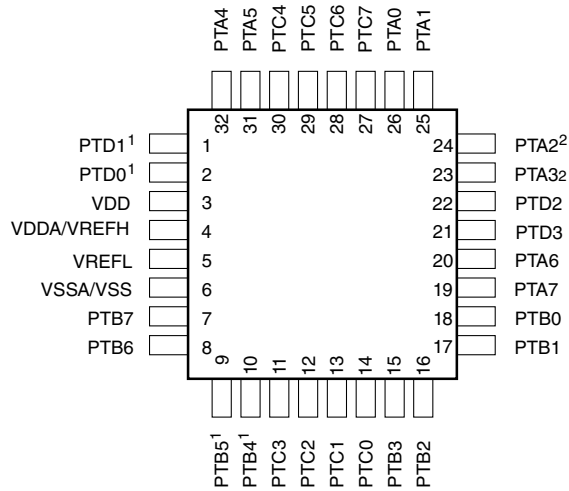 PTA4 PTA5 PTC4 PTC5 PTC6 PTC7 PTA0 PTA1
32 31 30 29 28 27 26 25
PTD1¹ 1 24 PTA2²
PTD0¹ 2 23 PTA32
VDD 3 22 PTD2
VDDA/VREFH 4 21 PTD3
VREFL 5 20 PTA6
VSSA/VSS 6 19 PTA7
PTB7 7 18 PTB0
PTB6 8 17 PTB1
9 10 11 12 13 14 15 16
PTB5¹ PTB4¹ PTC3 PTC2 PTC1 PTC0 PTB3 PTB2